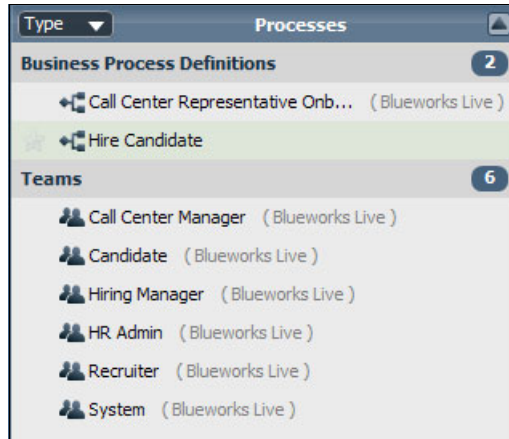 Type Processes
Business Process Definitions 2
Call Center Representative Onb... ( Blueworks Live )
Hire Candidate
Teams 6
Call Center Manager ( Blueworks Live )
Candidate ( Blueworks Live )
Hiring Manager ( Blueworks Live )
HR Admin ( Blueworks Live )
Recruiter ( Blueworks Live )
System ( Blueworks Live )